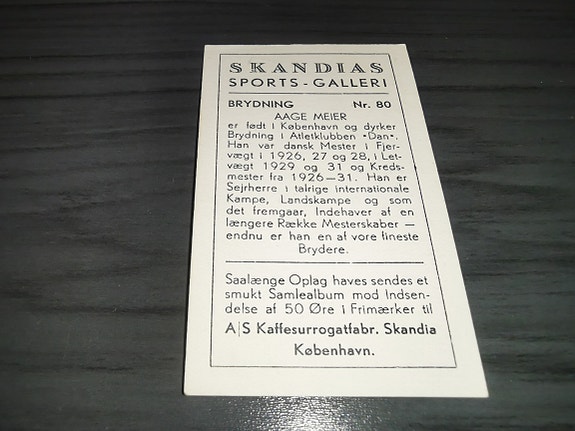 SKANDIAS
SPORTS-GALLERI
BRYDNING Nr. 80
AAGE MEIER
er født i København og dyrker
Brydning i Atletklubben »Dan«.
Han var dansk Mester i Fjer-
vægt i 1926, 27 og 28, i Let-
vægt 1929 og 31 og Kreds-
mester fra 1926—31. Han er
Sejrherre i talrige internationale
Kampe, Landskampe og som
det fremgaar, Indehaver af en
længere Række Mesterskaber —
endnu er han en af vore fineste
Brydere.
Saalænge Oplag haves sendes et
smukt Samlealbum mod Indsen-
delse af 50 Øre i Frimærker til
A|S Kaffesurrogatfabr. Skandia
København.